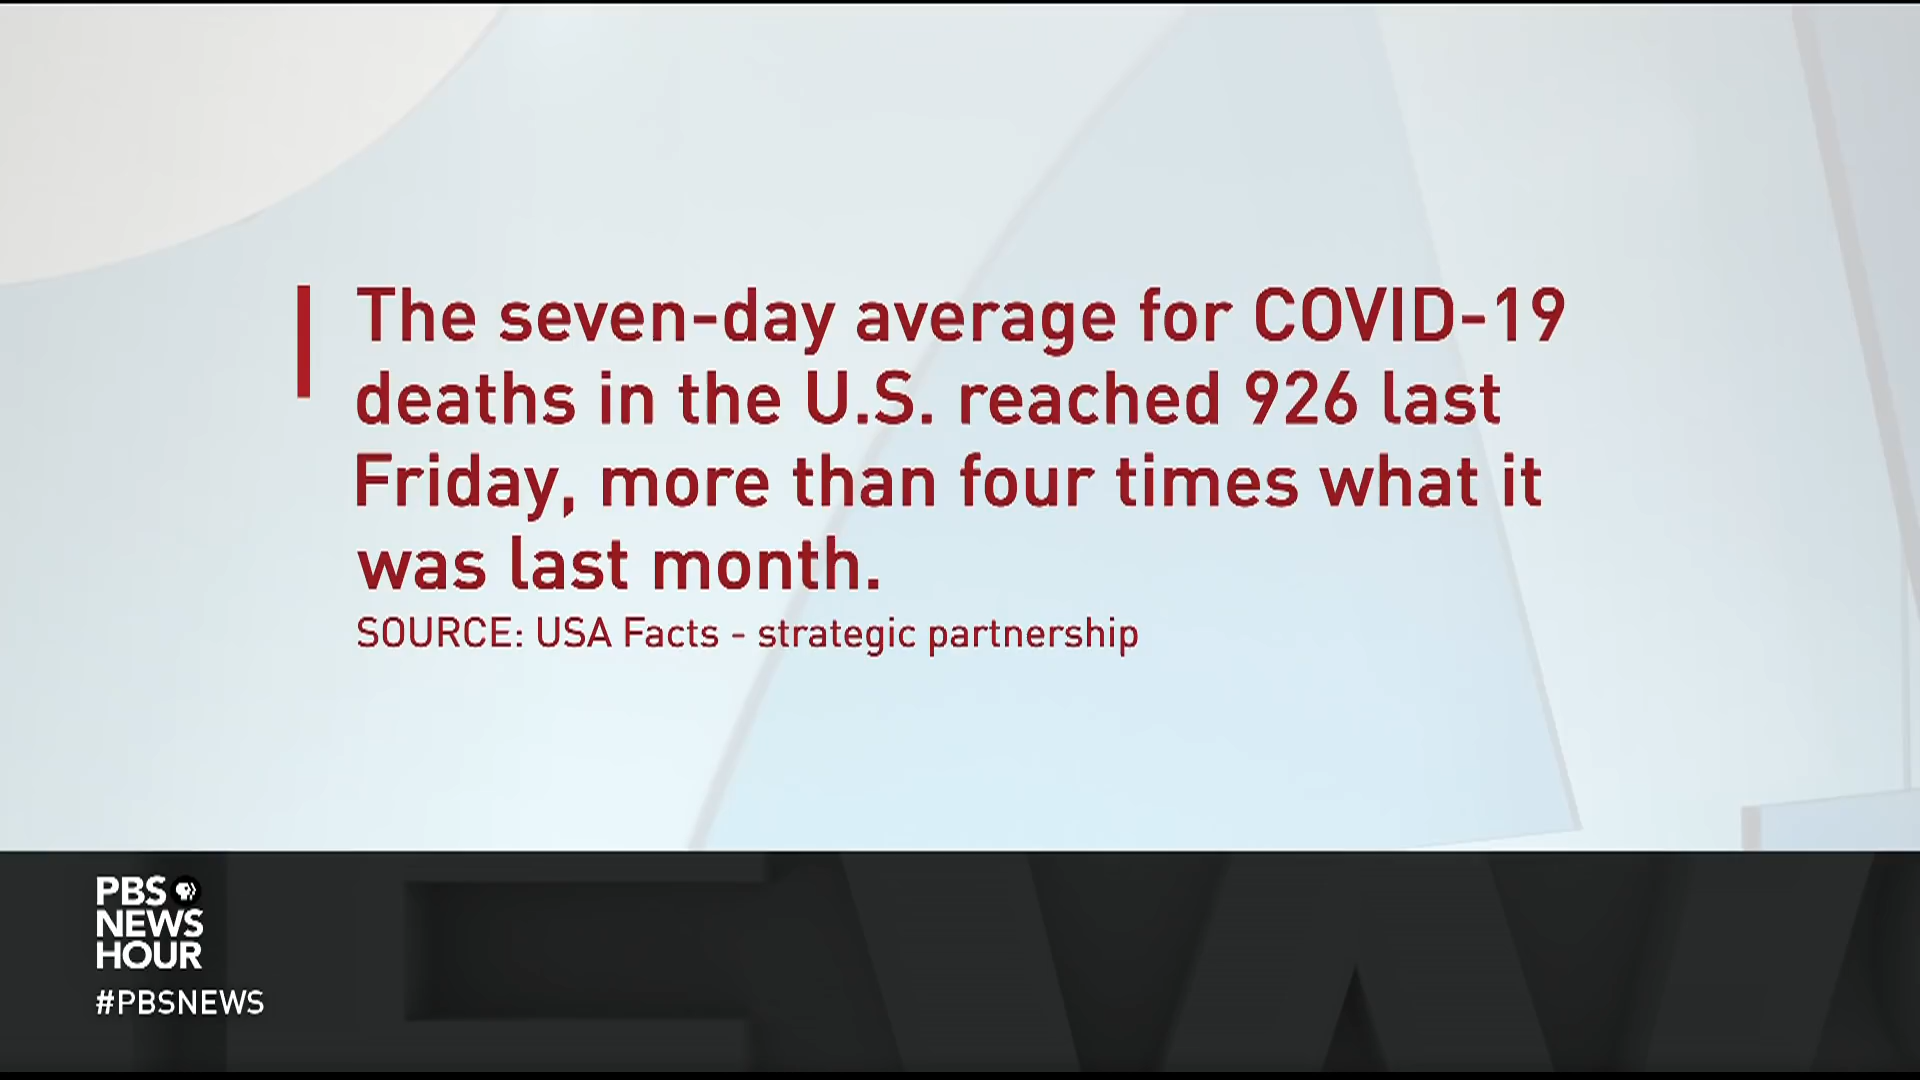 The seven-day average for COVID-19
deaths in the U.S. reached 926 last
Friday, more than four times what it
was last month.
SOURCE: USA Facts - strategic partnership
PBS
NEWS
HOUR
#PBSNEWS